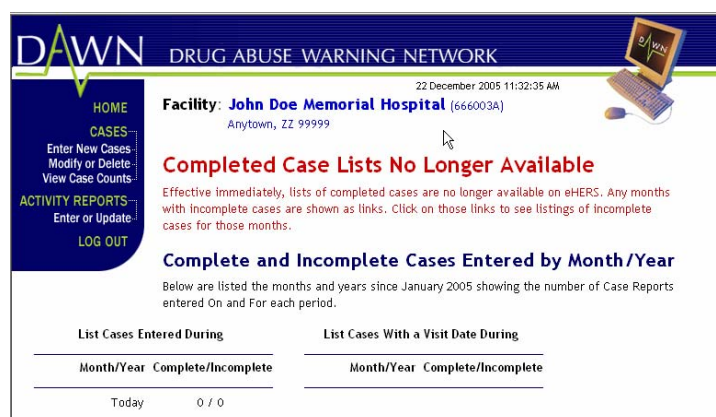 DAWN DRUG ABUSE WARNING NETWORK
DAWN
22 December 2005 11:32:35 AM
HOME
CASES
Enter New Cases
Modify or Delete
View Case Counts
ACTIVITY REPORTS
Enter or Update
LOG OUT
Facility: John Doe Memorial Hospital (666003A)
Anytown, ZZ 99999
Completed Case Lists No Longer Available
Effective immediately, lists of completed cases are no longer available on eHERS. Any months
with incomplete cases are shown as links. Click on those links to see listings of incomplete
cases for those months.
Complete and Incomplete Cases Entered by Month/Year
Below are listed the months and years since January 2005 showing the number of Case Reports
entered On and For each period.
List Cases Entered During
Month/Year Complete/Incomplete
Today 0 / 0
List Cases With a Visit Date During
Month/Year Complete/Incomplete